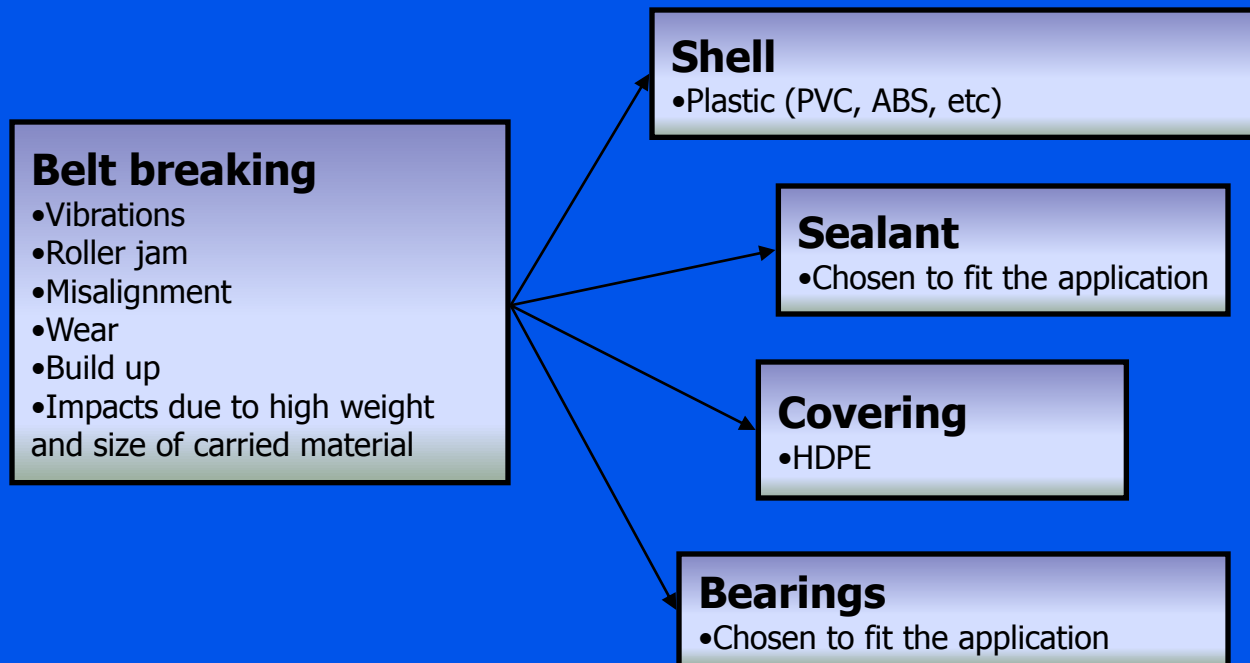 Belt breaking
•Vibrations
•Roller jam
•Misalignment
•Wear
•Build up
•Impacts due to high weight
and size of carried material
Shell
•Plastic (PVC, ABS, etc)
Sealant
•Chosen to fit the application
Covering
•HDPE
Bearings
•Chosen to fit the application